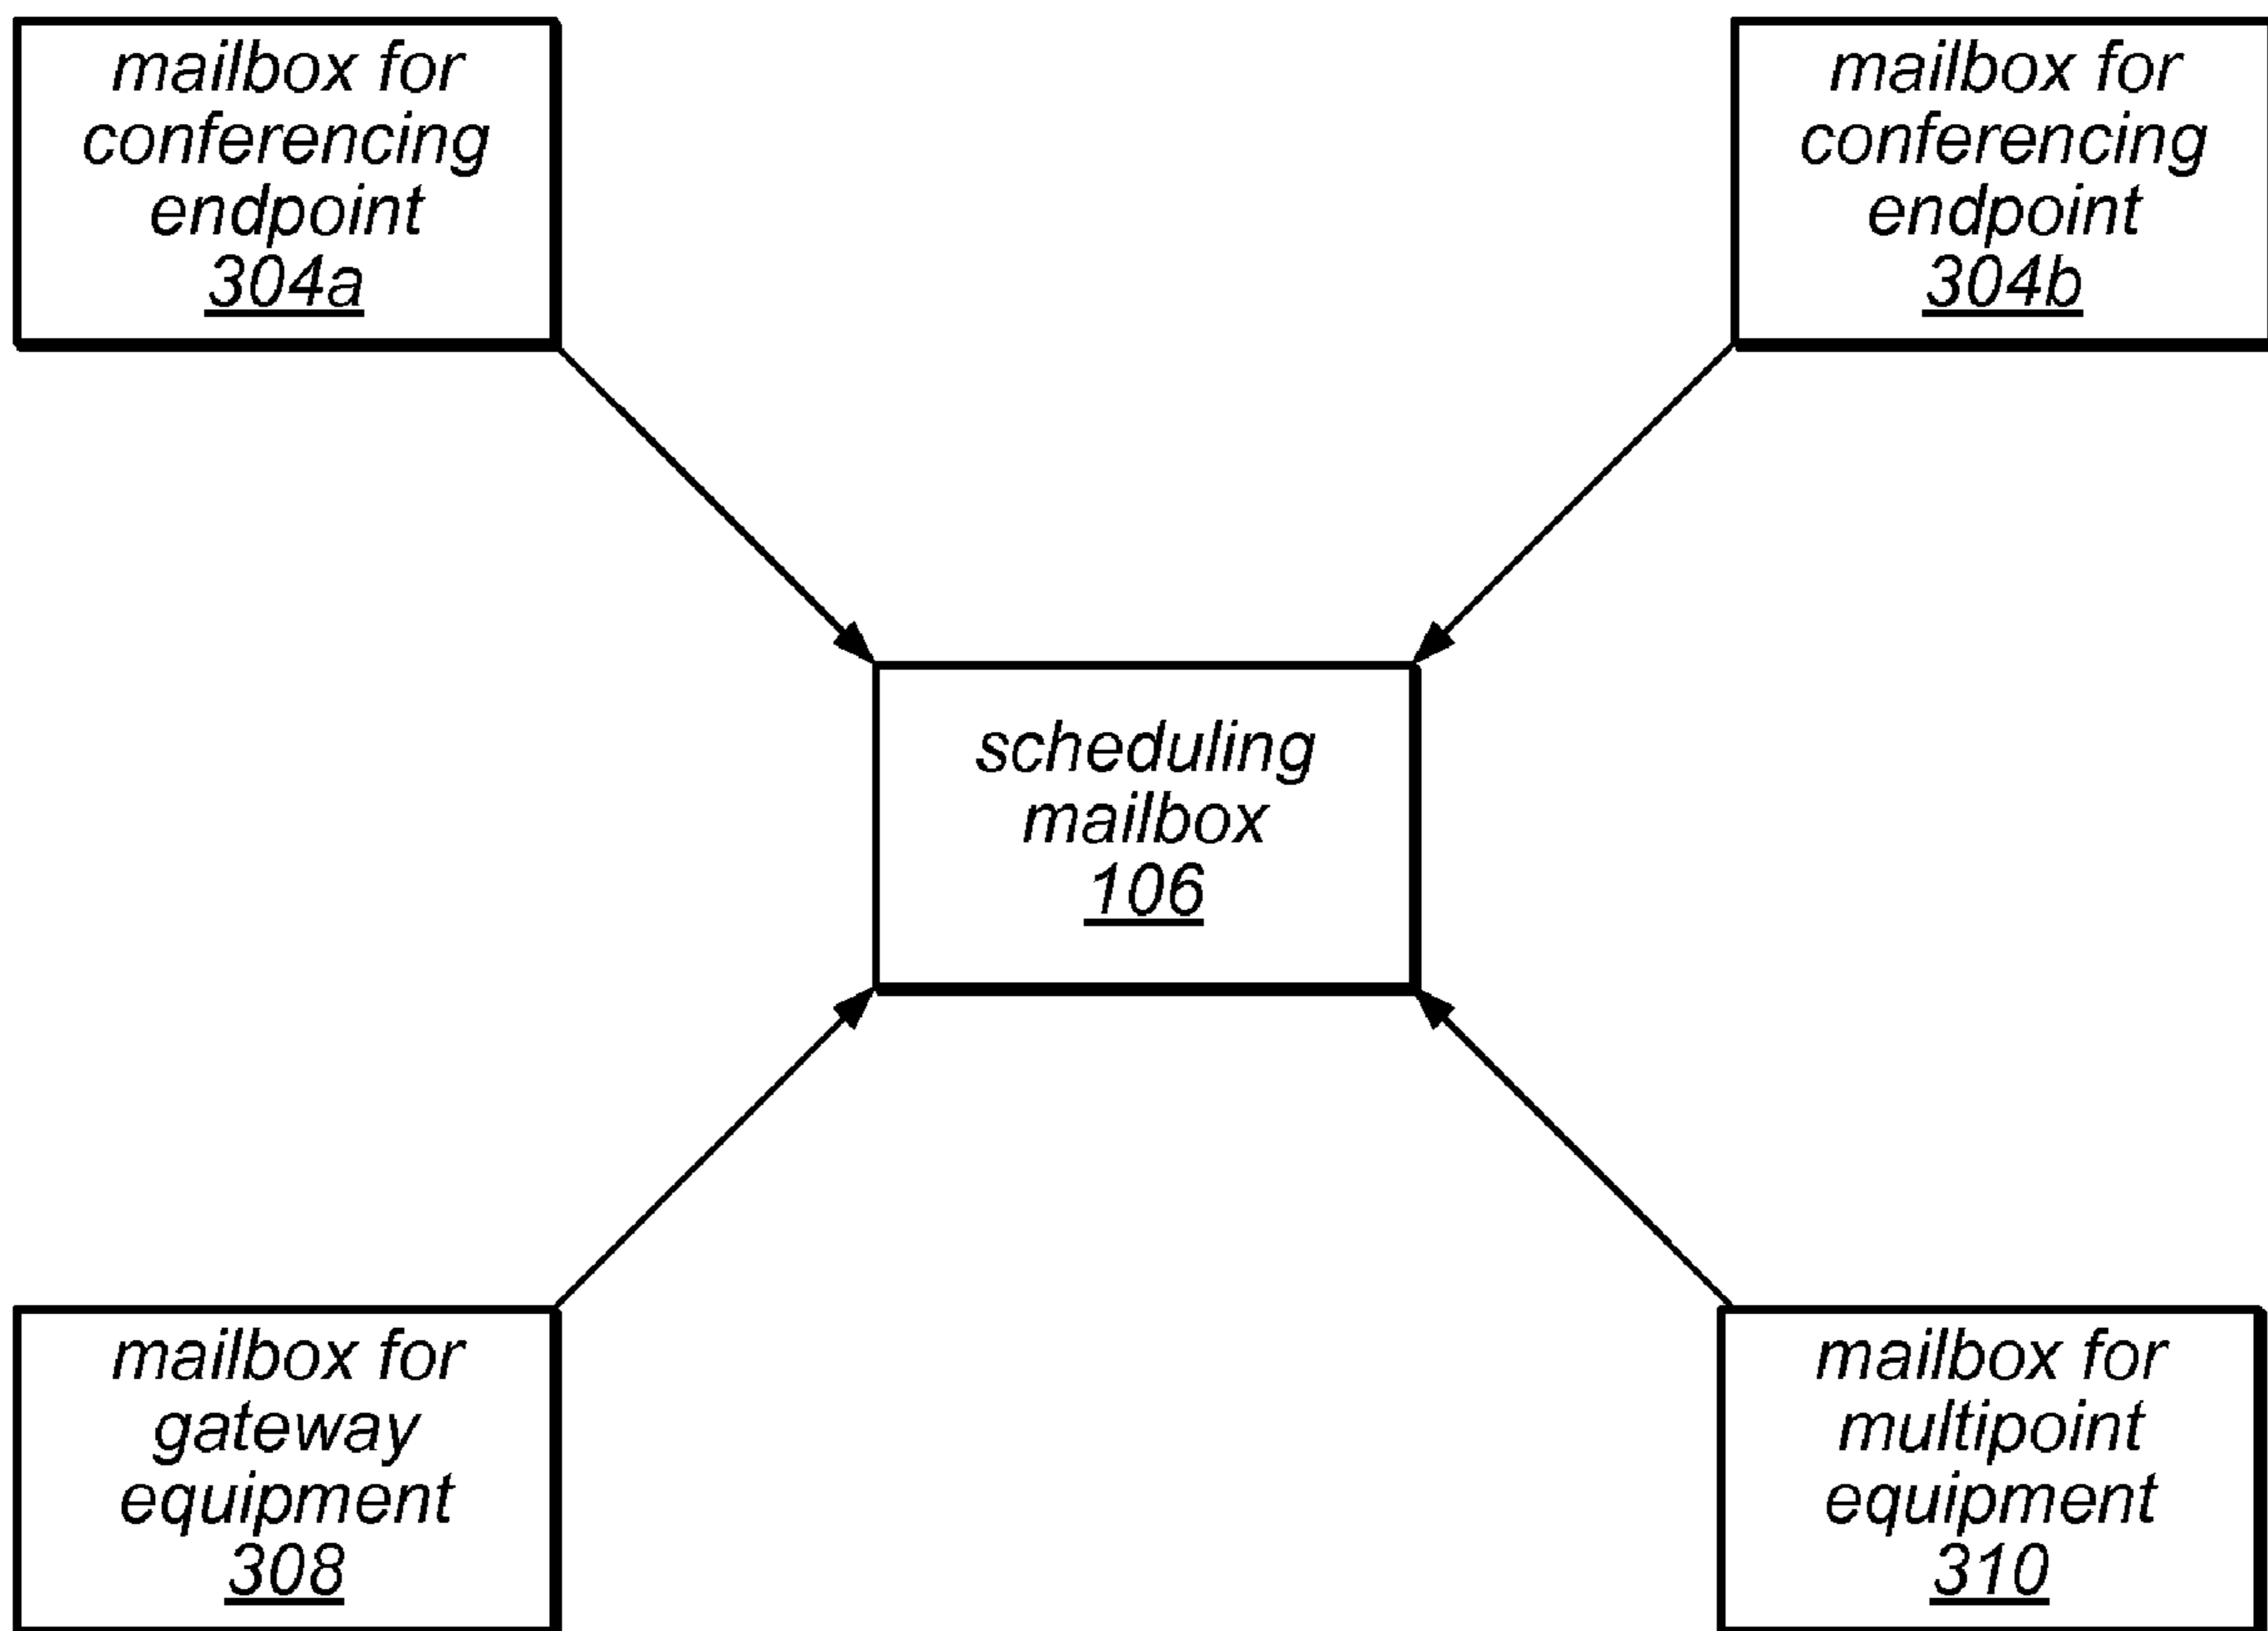 mailbox for
conferencing
endpoint
304a
mailbox for
conferencing
endpoint
304b
scheduling
mailbox
106
mailbox for
gateway
equipment
308
mailbox for
multipoint
equipment
310